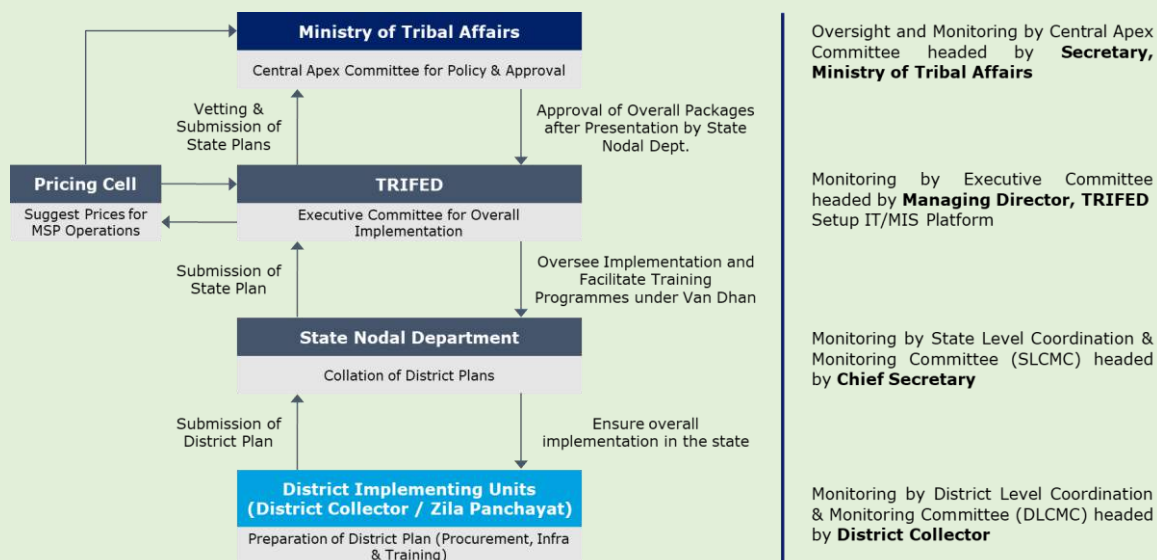 Ministry of Tribal Affairs
Central Apex Committee for Policy & Approval
Vetting &
Submission of
State Plans
Approval of Overall Packages
after Presentation by State
Nodal Dept.
Pricing Cell
Suggest Prices for
MSP Operations
TRIFED
Executive Committee for Overall
Implementation
Submission of
State Plan
Oversee Implementation and
Facilitate Training
Programmes under Van Dhan
State Nodal Department
Collation of District Plans
Submission of
District Plan
Ensure overall
implementation in the state
District Implementing Units
(District Collector / Zila Panchayat)
Preparation of District Plan (Procurement, Infra
& Training)
Oversight and Monitoring by Central Apex
Committee headed by Secretary,
Ministry of Tribal Affairs
Monitoring by Executive Committee
headed by Managing Director, TRIFED
Setup IT/MIS Platform
Monitoring by State Level Coordination &
Monitoring Committee (SLCMC) headed
by Chief Secretary
Monitoring by District Level Coordination
& Monitoring Committee (DLCMC) headed
by District Collector